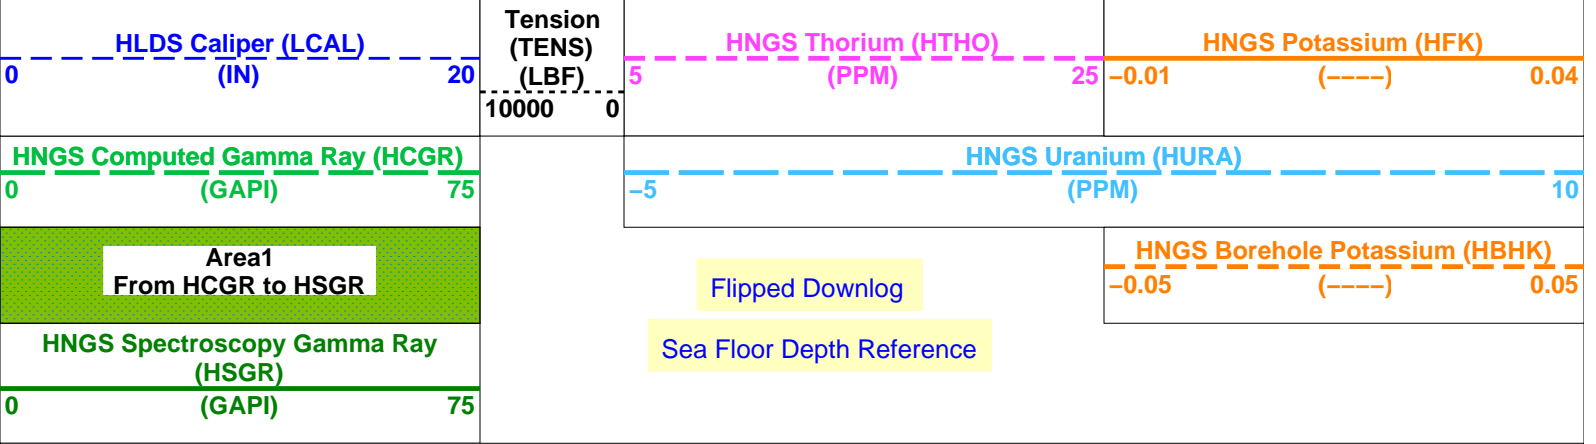 HLDS Caliper (LCAL)
0 (IN) 20
Tension
(TENS)
(LBF)
10000 0
HNGS Thorium (HTHO)
5 (PPM) 25
HNGS Potassium (HFK)
−0.01 (−−−−) 0.04
HNGS Computed Gamma Ray (HCGR)
0 (GAPI) 75
HNGS Uranium (HURA)
−5 (PPM) 10
Area1
From HCGR to HSGR
Flipped Downlog
HNGS Borehole Potassium (HBHK)
−0.05 (−−−−) 0.05
HNGS Spectroscopy Gamma Ray
(HSGR)
0 (GAPI) 75
Sea Floor Depth Reference